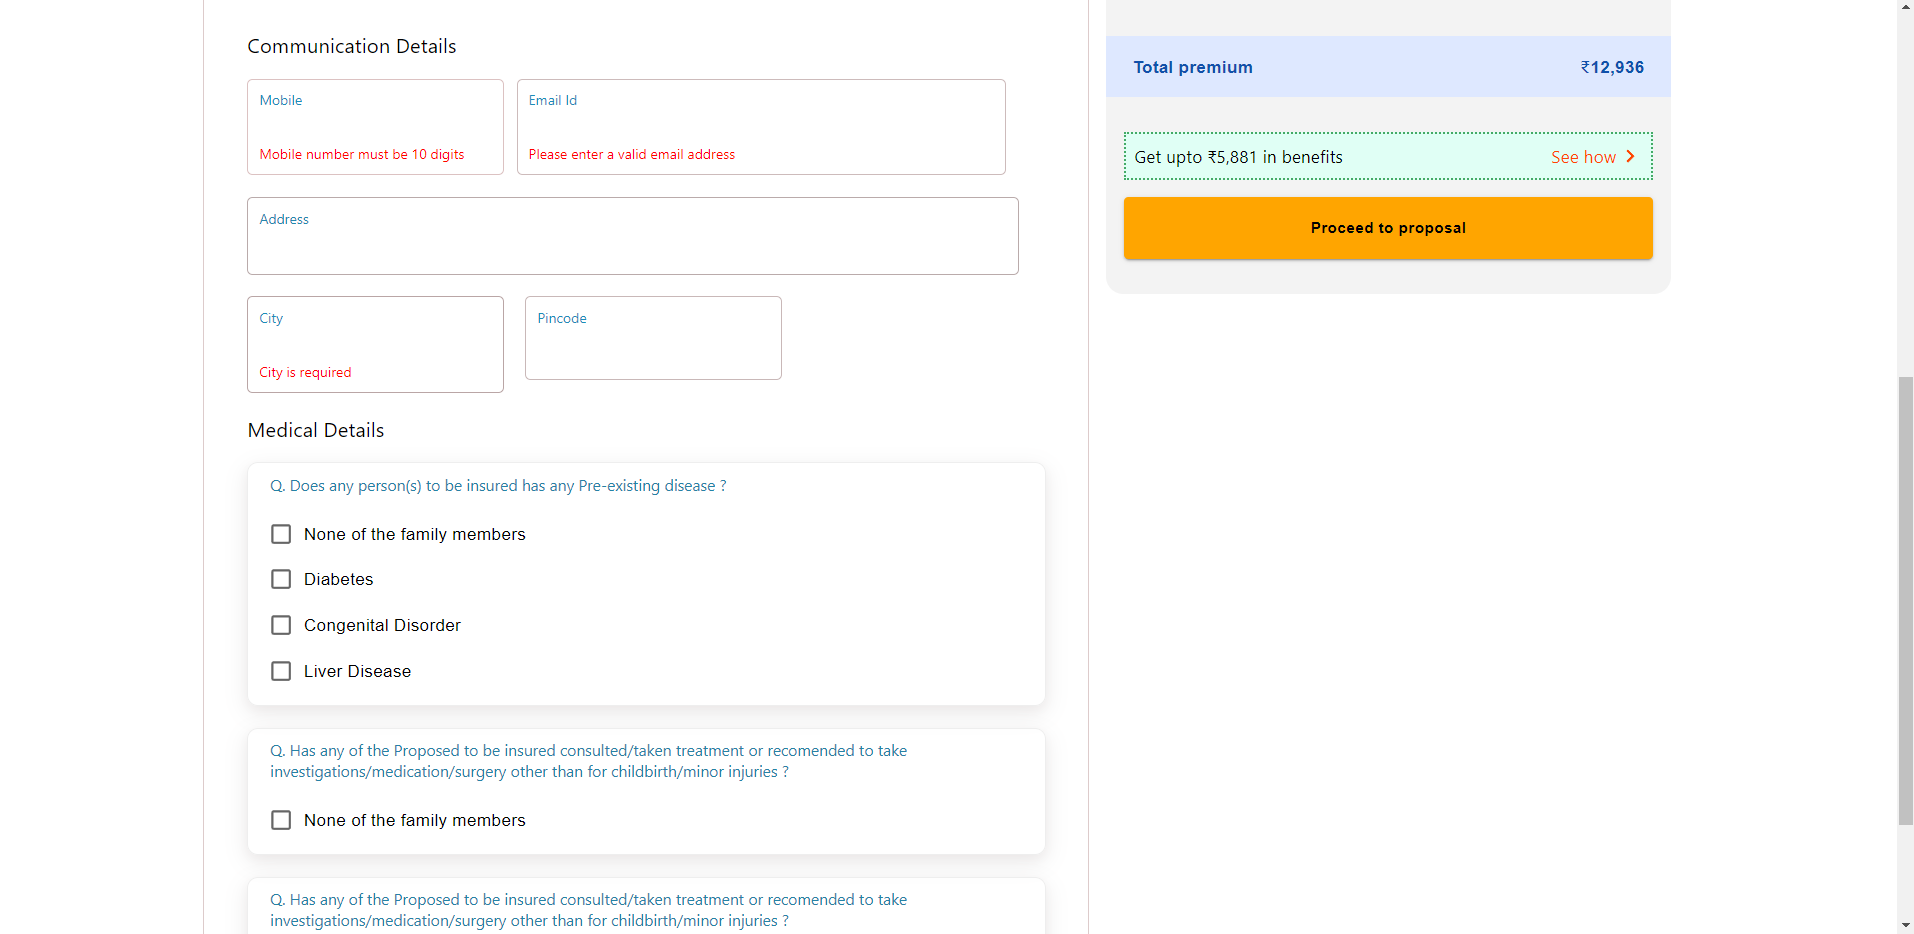 Communication Details
Mobile
Mobile number must be 10 digits
Email Id
Please enter a valid email address
Address
City
City is required
Pincode
Medical Details
Q. Does any person(s) to be insured has any Pre-existing disease ?
None of the family members
Diabetes
Congenital Disorder
Liver Disease
Q. Has any of the Proposed to be insured consulted/taken treatment or recomended to take
investigations/medication/surgery other than for childbirth/minor injuries ?
None of the family members
Q. Has any of the Proposed to be insured consulted/taken treatment or recomended to take
investigations/medication/surgery other than for childbirth/minor injuries ?
Total premium ₹12,936
Get upto ₹5,881 in benefits See how
Proceed to proposal